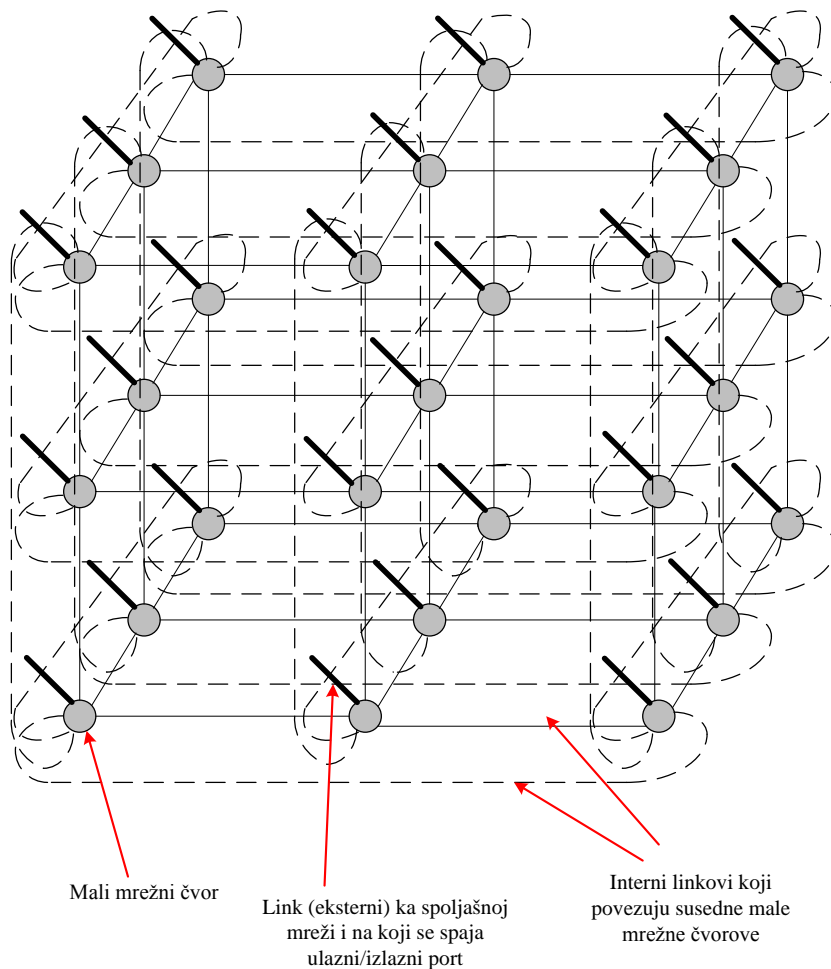 Mali mrežni čvor
Link (eksterni) ka spoljašnoj
mreži i na koji se spaja
ulazni/izlazni port
Interni linkovi koji
povezuju susedne male
mrežne čvorove